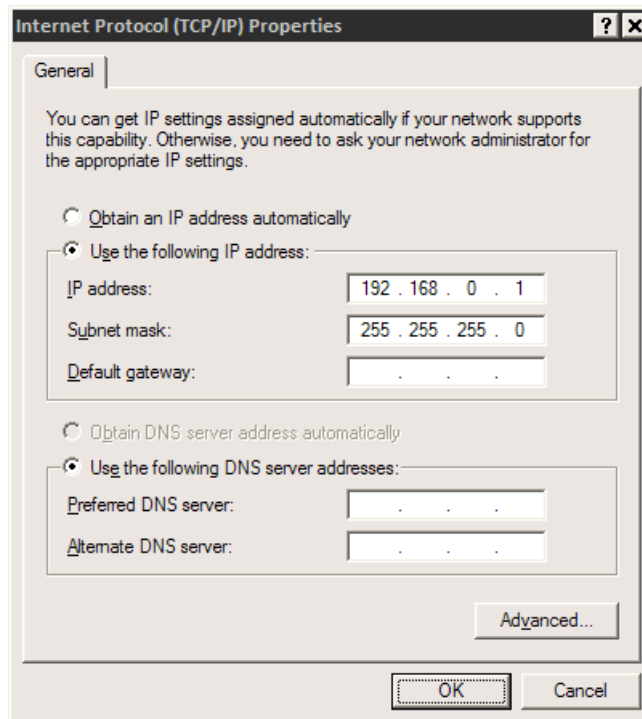 Internet Protocol (TCP/IP) Properties
General
You can get IP settings assigned automatically if your network supports
this capability. Otherwise, you need to ask your network administrator for
the appropriate IP settings.
Obtain an IP address automatically
Use the following IP address:
IP address: 192 . 168 . 0 . 1
Subnet mask: 255 . 255 . 255 . 0
Default gateway: . . .
Obtain DNS server address automatically
Use the following DNS server addresses:
Preferred DNS server: . . .
Alternate DNS server: . . .
Advanced...
OK Cancel